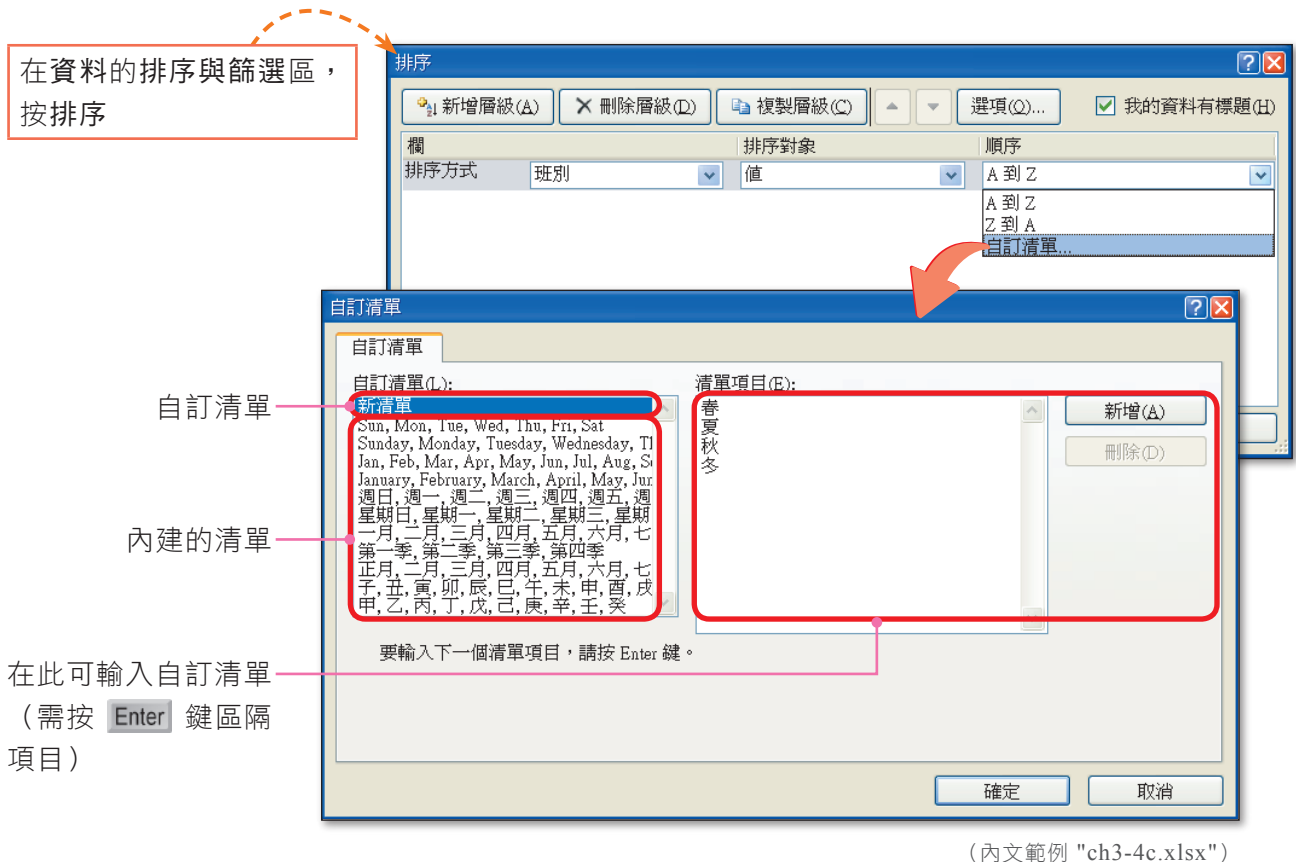 在資料的排序與篩選區，
按排序
排序
新增層級(A) 刪除層級(D) 複製層級(C) 選項(O)... 我的資料有標題(H)
欄 排序對象 順序
排序方式 班別 值 A 到 Z
A 到 Z
Z 到 A
自訂清單...
自訂清單
自訂清單
自訂清單(L):
新清單
Sun, Mon, Tue, Wed, Thu, Fri, Sat
Sunday, Monday, Tuesday, Wednesday,
Jan, Feb, Mar, Apr, May, Jun, Jul, Aug,
January, February, March, April, May, Jur
週日, 週一, 週二, 週三, 週四, 週五, 週
星期日, 星期一, 星期二, 星期三, 星期
一月, 二月, 三月, 四月, 五月, 六月, 七
第一季, 第二季, 第三季, 第四季
正月, 二月, 三月, 四月, 五月, 六月, 七
子, 丑, 寅, 卯, 辰, 巳, 午, 未, 申, 酉, 戌
甲, 乙, 丙, 丁, 戊, 己, 庚, 辛, 壬, 癸
清單項目(E):
春
夏
秋
冬
新增(A)
刪除(D)
要輸入下一個清單項目，請按 Enter 鍵。
確定 取消
自訂清單
內建的清單
在此可輸入自訂清單
（需按 Enter 鍵區隔
項目）
（內文範例 "ch3-4c.xlsx"）